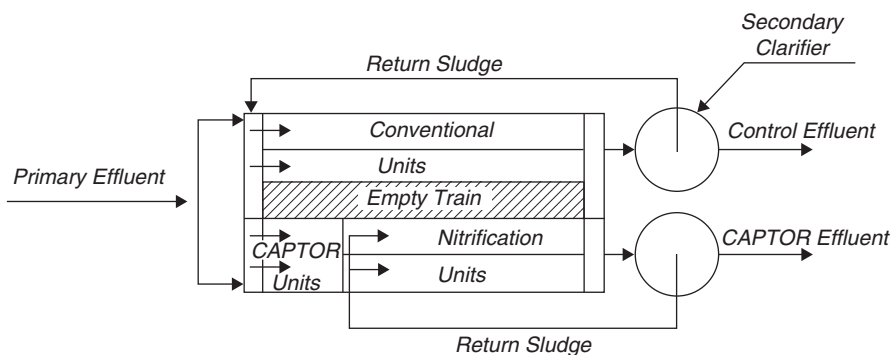 Secondary
Clarifier
Return Sludge
Conventional
Control Effluent
Units
Primary Effluent
Empty Train
CAPTOR
Units
Nitrification
Units
CAPTOR Effluent
Return Sludge